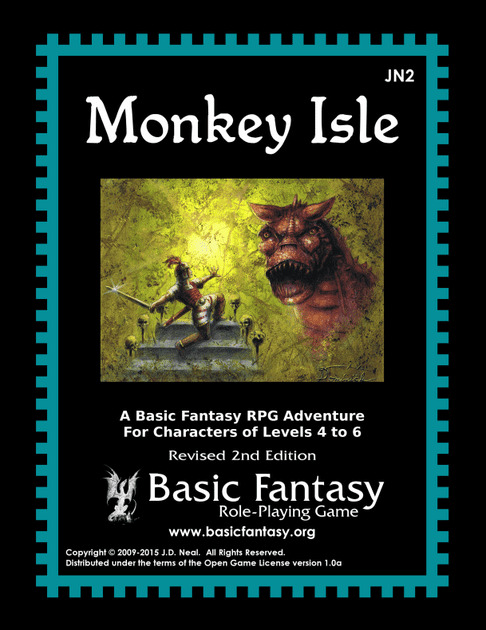 JN2
Monkey Isle
A Basic Fantasy RPG Adventure
For Characters of Levels 4 to 6
Revised 2nd Edition
Basic Fantasy
Role-Playing Game
www.basicfantasy.org
Copyright © 2009-2015 J.D. Neal. All Rights Reserved.
Distributed under the terms of the Open Game License version 1.0a